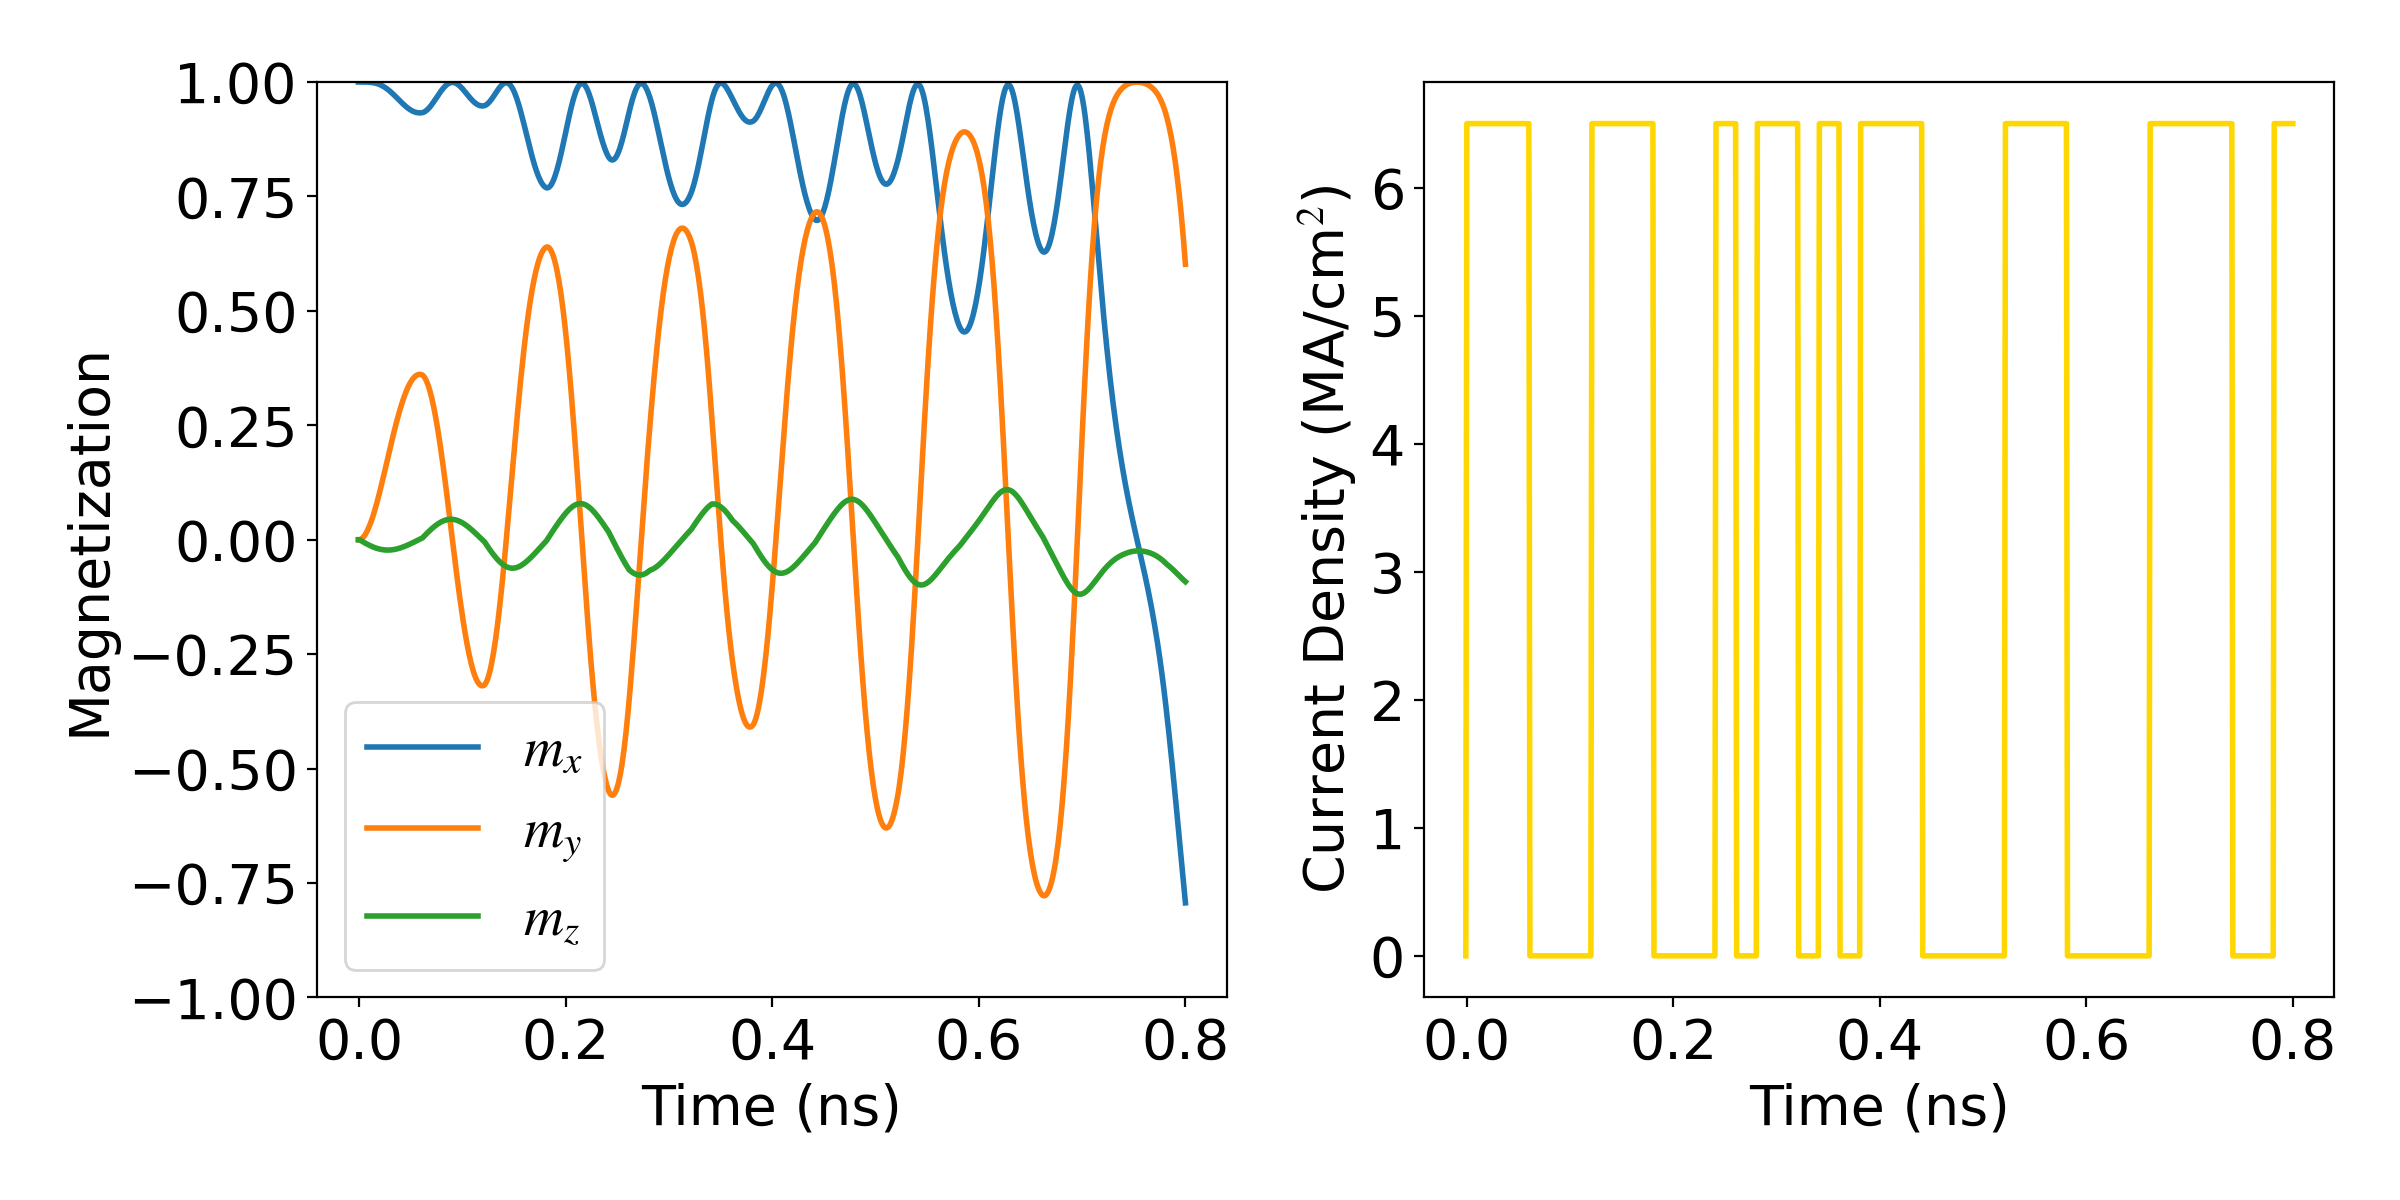 1.00
0.75
0.50
0.25
0.00
−0.25
−0.50
−0.75
−1.00
Magnetization
m_x
m_y
m_z
0.0 0.2 0.4 0.6 0.8
Time (ns)
6
5
4
3
2
1
0
Current Density (MA/cm²)
0.0 0.2 0.4 0.6 0.8
Time (ns)